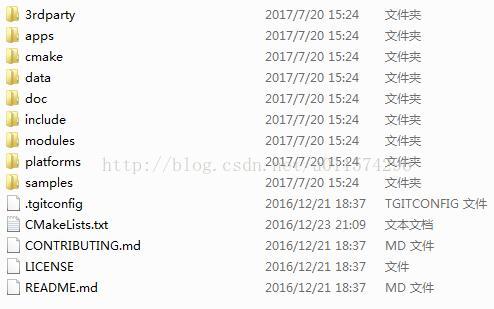 3rdparty 2017/7/20 15:24 文件夹
apps 2017/7/20 15:24 文件夹
cmake 2017/7/20 15:24 文件夹
data 2017/7/20 15:24 文件夹
doc 2017/7/20 15:24 文件夹
include 2017/7/20 15:24 文件夹
modules 2017/7/20 15:24 文件夹
platforms 2017/7/20 15:24 文件夹
samples 2017/7/20 15:24 文件夹
.tgitconfig 2016/12/21 18:37 TGITCONFIG 文件
CMakeLists.txt 2016/12/23 21:09 文本文档
CONTRIBUTING.md 2016/12/21 18:37 MD 文件
LICENSE 2016/12/21 18:37 文件
README.md 2016/12/21 18:37 MD 文件